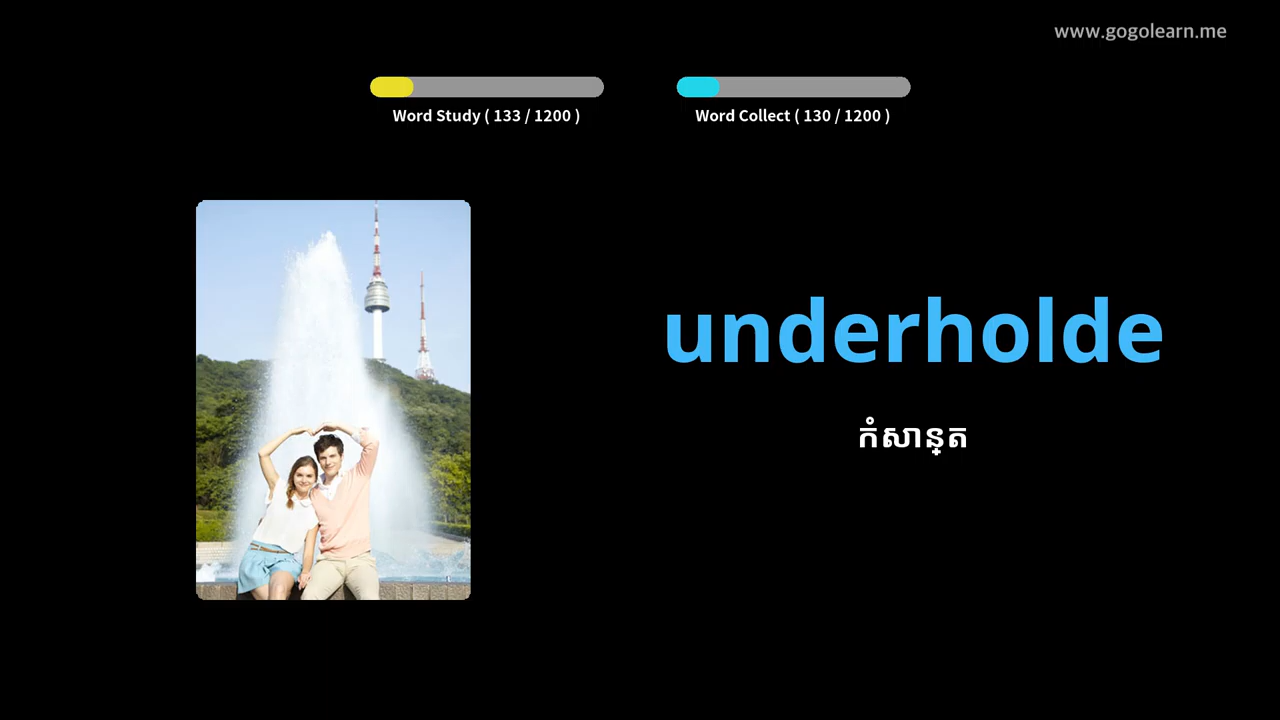 www.gogolearn.me
Word Study ( 133 / 1200 )
Word Collect ( 130 / 1200 )
underholde
កំសាន្ត